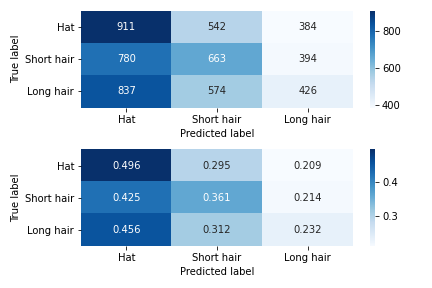 Hat 911 542 384
Short hair 780 663 394
Long hair 837 574 426
Hat Short hair Long hair
Predicted label
True label
800
600
400
Hat 0.496 0.295 0.209
Short hair 0.425 0.361 0.214
Long hair 0.456 0.312 0.232
Hat Short hair Long hair
Predicted label
True label
0.4
0.3